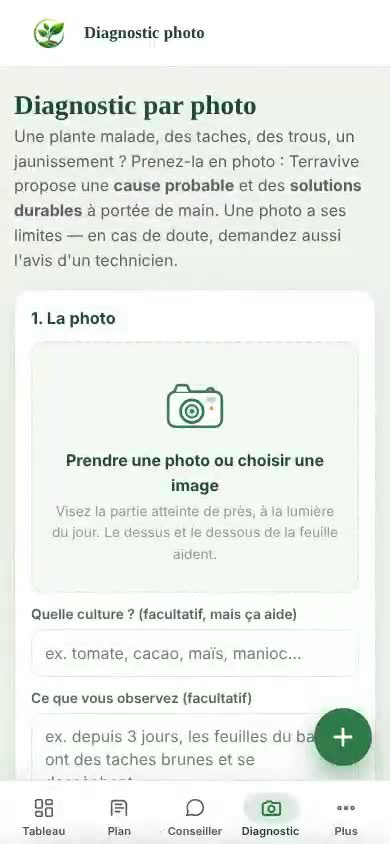 Diagnostic photo
Diagnostic par photo
Une plante malade, des taches, des trous, un
jaunissement ? Prenez-la en photo : Terravive
propose une cause probable et des solutions
durables à portée de main. Une photo a ses
limites — en cas de doute, demandez aussi
l'avis d'un technicien.
1. La photo
Prendre une photo ou choisir une
image
Visez la partie atteinte de près, à la lumière
du jour. Le dessus et le dessous de la feuille
aident.
Quelle culture ? (facultatif, mais ça aide)
ex. tomate, cacao, maïs, manioc...
Ce que vous observez (facultatif)
ex. depuis 3 jours, les feuilles du ba
ont des taches brunes et se
Tableau
Plan
Conseiller
Diagnostic
Plus